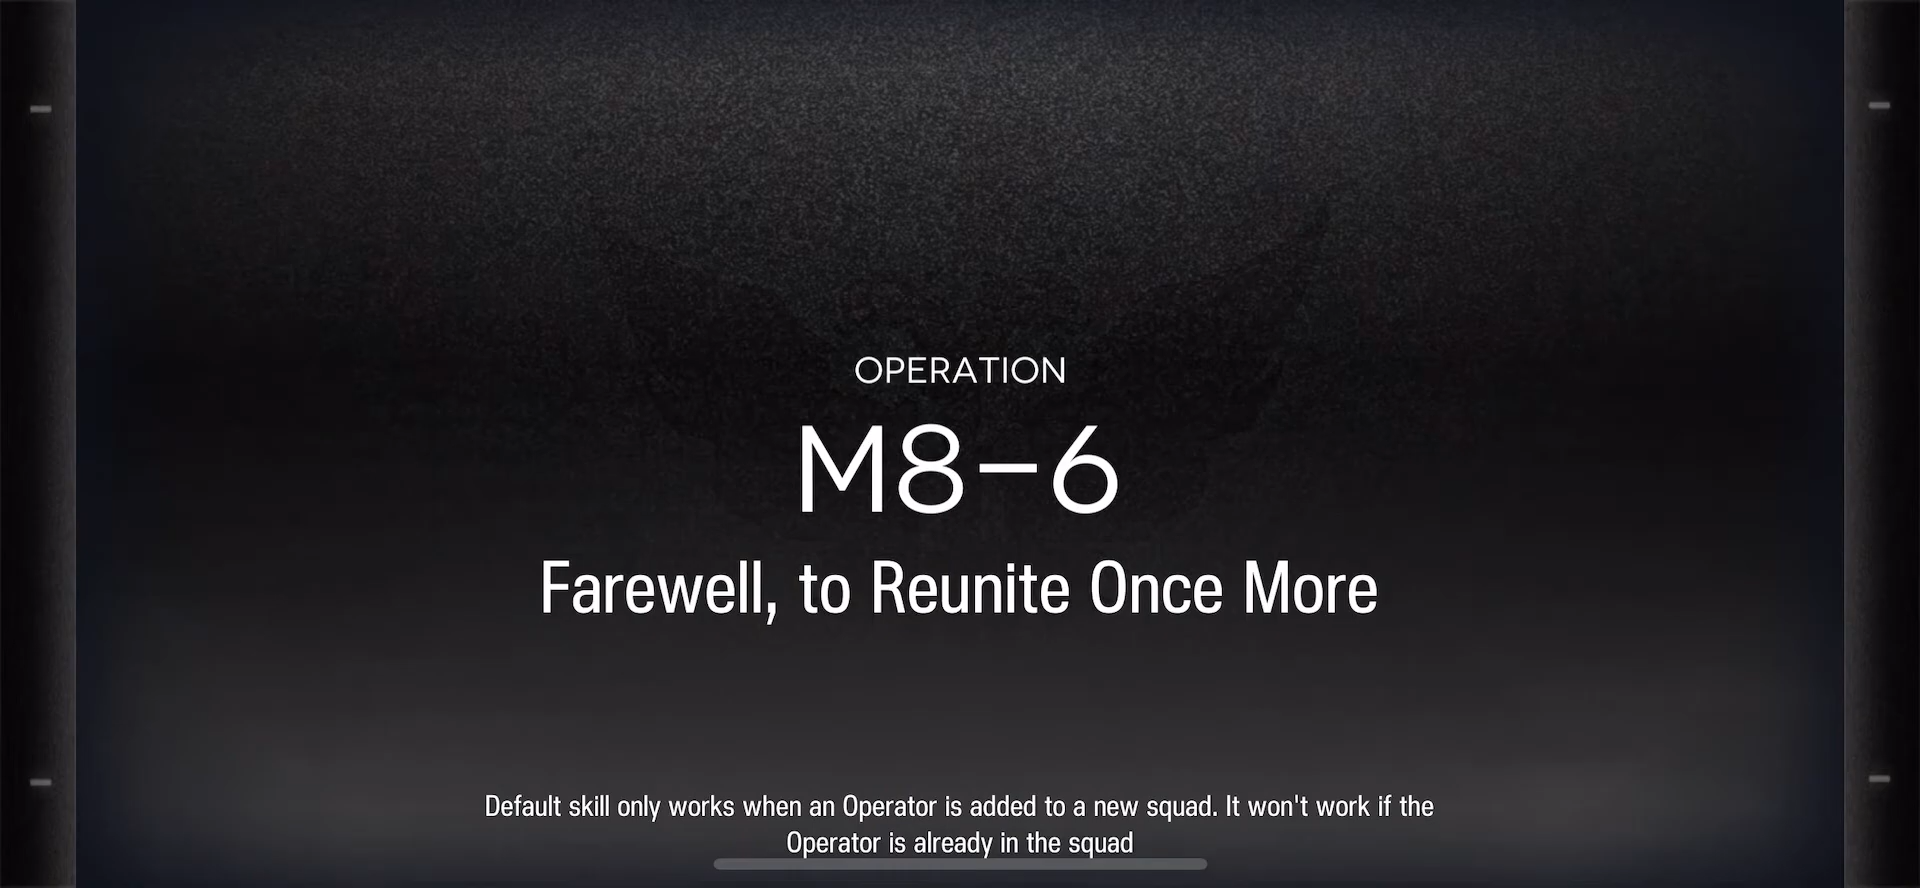 OPERATION
M8-6
Farewell, to Reunite Once More
Default skill only works when an Operator is added to a new squad. It won't work if the
Operator is already in the squad